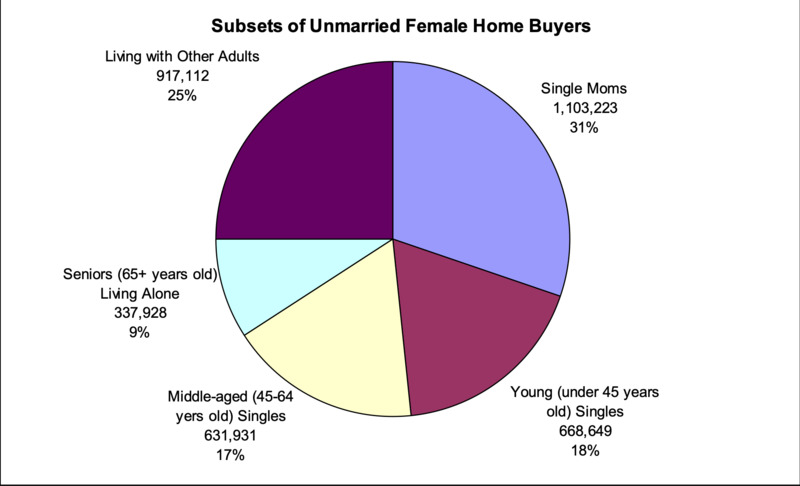 Subsets of Unmarried Female Home Buyers
Living with Other Adults
917,112
25%
Single Moms
1,103,223
31%
Seniors (65+ years old)
Living Alone
337,928
9%
Middle-aged (45-64
yers old) Singles
631,931
17%
Young (under 45 years
old) Singles
668,649
18%